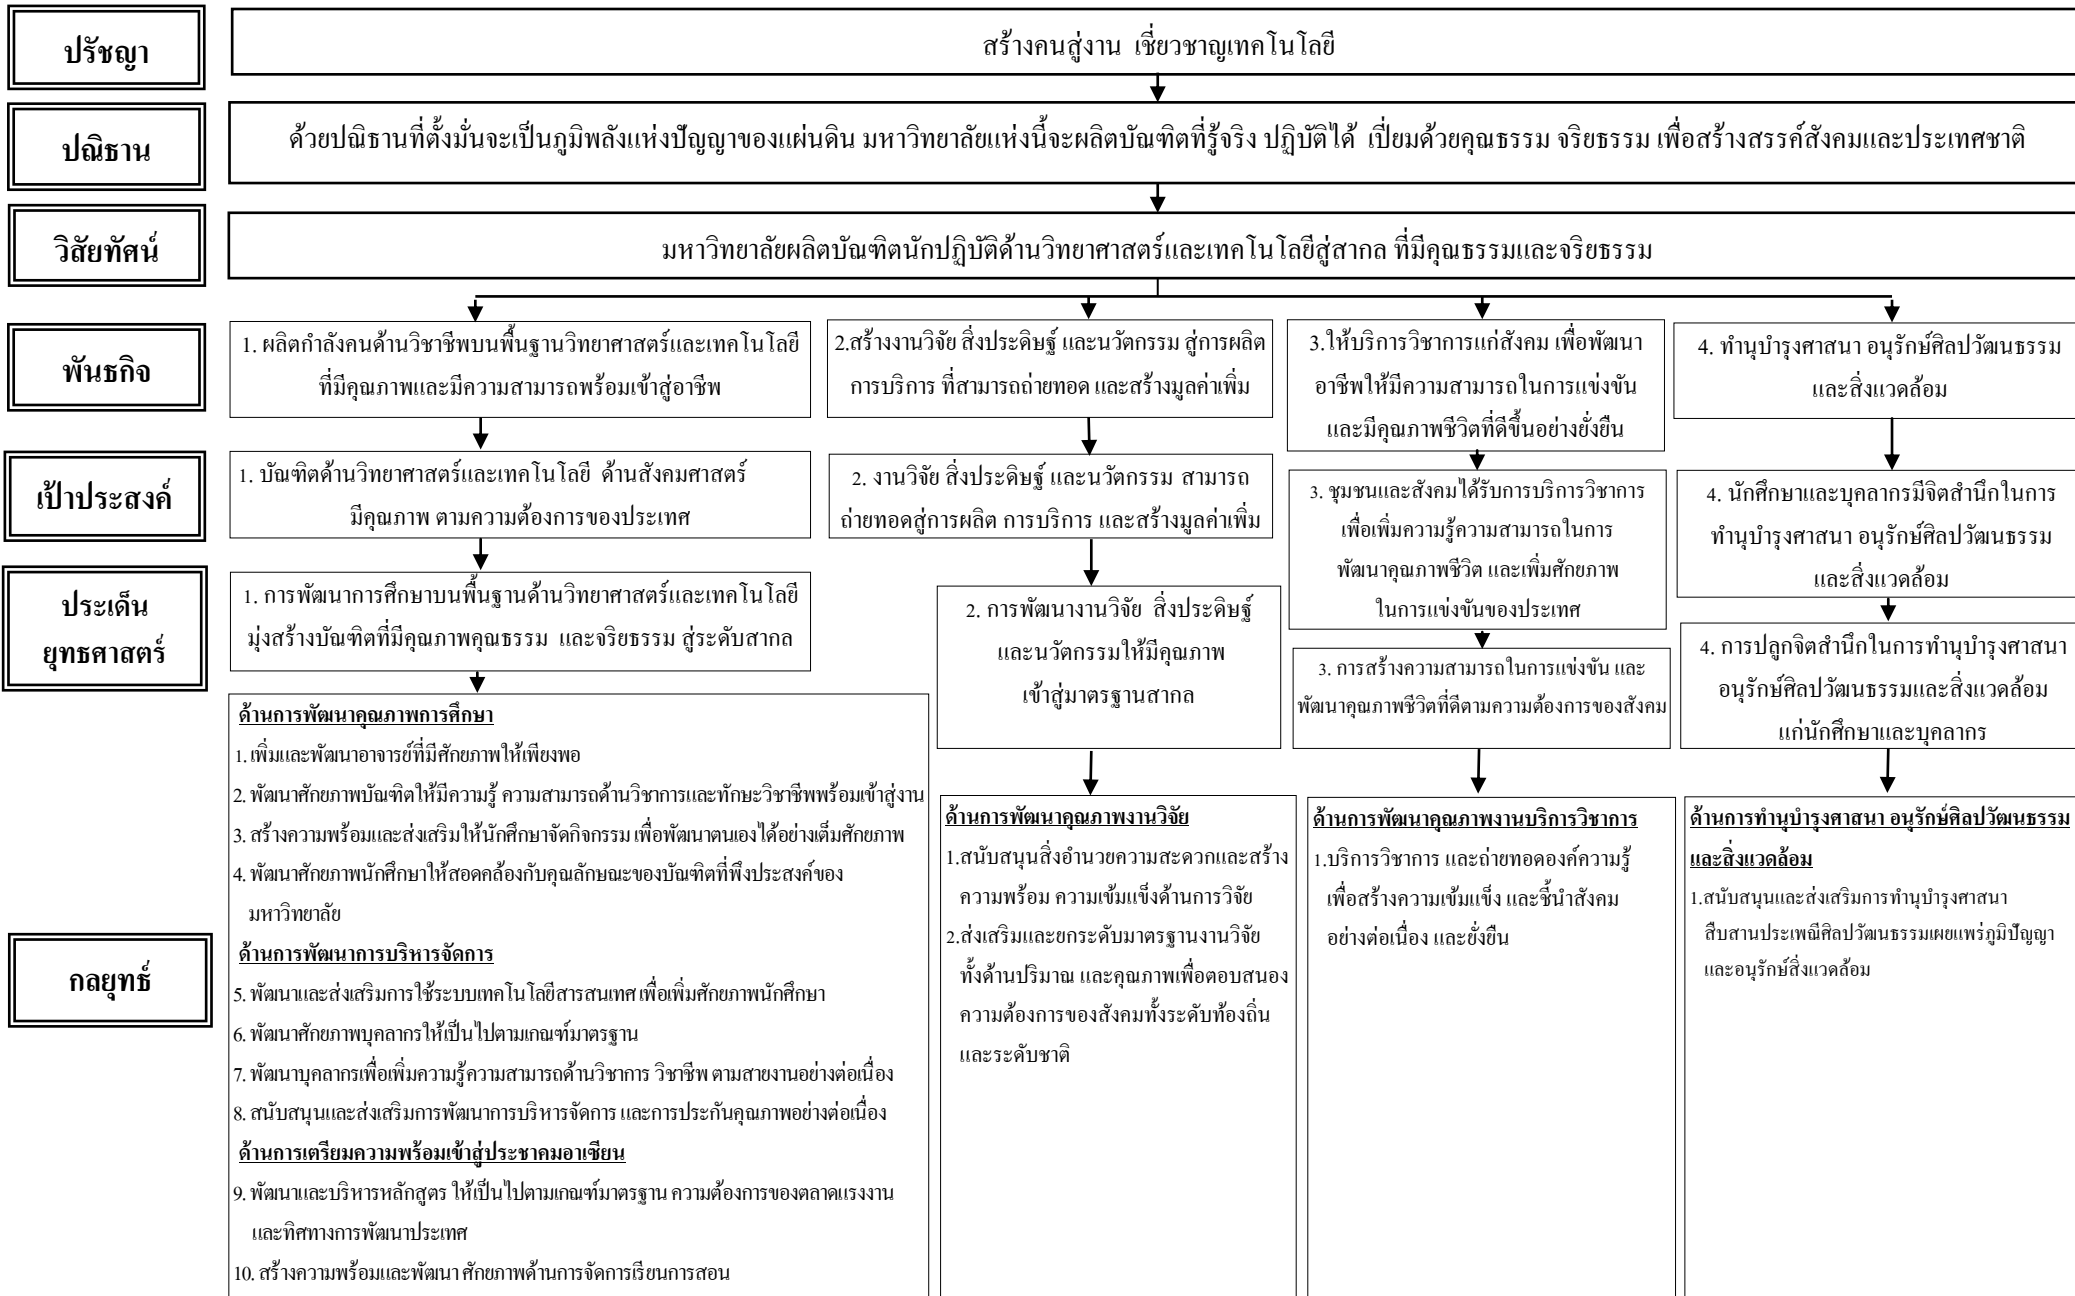 ปรัชญา
สร้างคนสู่งาน เชี่ยวชาญเทคโนโลยี
ปณิธาน
ด้วยปณิธานที่ตั้งมั่นจะเป็นภูมิพลังแห่งปัญญาของแผ่นดิน มหาวิทยาลัยแห่งนี้จะผลิตบัณฑิตที่รู้จริง ปฏิบัติได้ เปี่ยมด้วยคุณธรรม จริยธรรม เพื่อสร้างสรรค์สังคมและประเทศชาติ
วิสัยทัศน์
มหาวิทยาลัยผลิตบัณฑิตนักปฏิบัติด้านวิทยาศาสตร์และเทคโนโลยีสู่สากล ที่มีคุณธรรมและจริยธรรม
พันธกิจ
1. ผลิตกำลังคนด้านวิชาชีพบนพื้นฐานวิทยาศาสตร์และเทคโนโลยี
ที่มีคุณภาพและมีความสามารถพร้อมเข้าสู่อาชีพ
2.สร้างงานวิจัย สิ่งประดิษฐ์ และนวัตกรรม สู่การผลิต
การบริการ ที่สามารถถ่ายทอด และสร้างมูลค่าเพิ่ม
3.ให้บริการวิชาการแก่สังคม เพื่อพัฒนา
อาชีพให้มีความสามารถในการแข่งขัน
และมีคุณภาพชีวิตที่ดีขึ้นอย่างยั่งยืน
4. ทำนุบำรุงศาสนา อนุรักษ์ศิลปวัฒนธรรม
และสิ่งแวดล้อม
เป้าประสงค์
1. บัณฑิตด้านวิทยาศาสตร์และเทคโนโลยี ด้านสังคมศาสตร์
มีคุณภาพ ตามความต้องการของประเทศ
2. งานวิจัย สิ่งประดิษฐ์ และนวัตกรรม สามารถ
ถ่ายทอดสู่การผลิต การบริการ และสร้างมูลค่าเพิ่ม
3. ชุมชนและสังคมได้รับการบริการวิชาการ
เพื่อเพิ่มความรู้ความสามารถในการ
พัฒนาคุณภาพชีวิต และเพิ่มศักยภาพ
ในการแข่งขันของประเทศ
4. นักศึกษาและบุคลากรมีจิตสำนึกในการ
ทำนุบำรุงศาสนา อนุรักษ์ศิลปวัฒนธรรม
และสิ่งแวดล้อม
ประเด็น
ยุทธศาสตร์
1. การพัฒนาการศึกษาบนพื้นฐานด้านวิทยาศาสตร์และเทคโนโลยี
มุ่งสร้างบัณฑิตที่มีคุณภาพคุณธรรม และจริยธรรม สู่ระดับสากล
2. การพัฒนางานวิจัย สิ่งประดิษฐ์
และนวัตกรรมให้มีคุณภาพ
เข้าสู่มาตรฐานสากล
3. การสร้างความสามารถในการแข่งขัน และ
พัฒนาคุณภาพชีวิตที่ดีตามความต้องการของสังคม
4. การปลูกจิตสำนึกในการทำนุบำรุงศาสนา
อนุรักษ์ศิลปวัฒนธรรมและสิ่งแวดล้อม
แก่นักศึกษาและบุคลากร
กลยุทธ์
ด้านการพัฒนาคุณภาพการศึกษา
1. เพิ่มและพัฒนาอาจารย์ที่มีศักยภาพให้เพียงพอ
2. พัฒนาศักยภาพบัณฑิตให้มีความรู้ ความสามารถด้านวิชาการและทักษะวิชาชีพพร้อมเข้าสู่งาน
3. สร้างความพร้อมและส่งเสริมให้นักศึกษาจัดกิจกรรม เพื่อพัฒนาตนเองได้อย่างเต็มศักยภาพ
4. พัฒนาศักยภาพนักศึกษาให้สอดคล้องกับคุณลักษณะของบัณฑิตที่พึงประสงค์ของ
มหาวิทยาลัย
ด้านการพัฒนาการบริหารจัดการ
5. พัฒนาและส่งเสริมการใช้ระบบเทคโนโลยีสารสนเทศ เพื่อเพิ่มศักยภาพนักศึกษา
6. พัฒนาศักยภาพบุคลากรให้เป็นไปตามเกณฑ์มาตรฐาน
7. พัฒนาบุคลากรเพื่อเพิ่มความรู้ความสามารถด้านวิชาการ วิชาชีพ ตามสายงานอย่างต่อเนื่อง
8. สนับสนุนและส่งเสริมการพัฒนาการบริหารจัดการ และการประกันคุณภาพอย่างต่อเนื่อง
ด้านการเตรียมความพร้อมเข้าสู่ประชาคมอาเซียน
9. พัฒนาและบริหารหลักสูตร ให้เป็นไปตามเกณฑ์มาตรฐาน ความต้องการของตลาดแรงงาน
และทิศทางการพัฒนาประเทศ
10. สร้างความพร้อมและพัฒนา ศักยภาพด้านการจัดการเรียนการสอน
ด้านการพัฒนาคุณภาพงานวิจัย
1.สนับสนุนสิ่งอำนวยความสะดวกและสร้าง
ความพร้อม ความเข้มแข็งด้านการวิจัย
2.ส่งเสริมและยกระดับมาตรฐานงานวิจัย
ทั้งด้านปริมาณ และคุณภาพเพื่อตอบสนอง
ความต้องการของสังคมทั้งระดับท้องถิ่น
และระดับชาติ
ด้านการพัฒนาคุณภาพงานบริการวิชาการ
1.บริการวิชาการ และถ่ายทอดองค์ความรู้
เพื่อสร้างความเข้มแข็ง และชี้นำสังคม
อย่างต่อเนื่อง และยั่งยืน
ด้านการทำนุบำรุงศาสนา อนุรักษ์ศิลปวัฒนธรรม
และสิ่งแวดล้อม
1.สนับสนุนและส่งเสริมการทำนุบำรุงศาสนา
สืบสานประเพณีศิลปวัฒนธรรมเผยแพร่ภูมิปัญญา
และอนุรักษ์สิ่งแวดล้อม